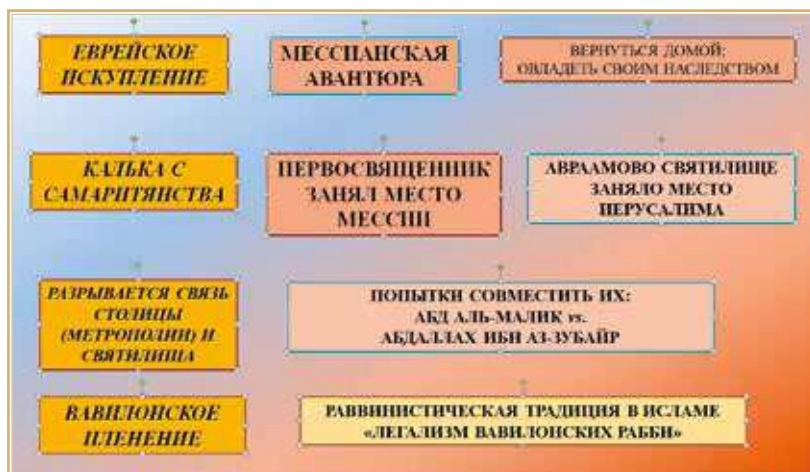 ЕВРЕЙСКОЕ
ИСКУПЛЕНИЕ
МЕССИАНСКАЯ
АВАНТЮРА
ВЕРНУТЬСЯ ДОМОЙ:
ОВЛАДЕТЬ СВОИМ НАСЛЕДСТВОМ
КАЛЬКА С
САМАРИТЯНСТВА
ПЕРВОСВЯЩЕННИК
ЗАНЯЛ МЕСТО
МЕССИИ
АВРААМОВО СВЯТИЛИЩЕ
ЗАНЯЛО МЕСТО
ИЕРУСАЛИМА
РАЗРЫВАЕТСЯ СВЯЗЬ
СТОЛИЦЫ
(МЕТРОПОЛИИ) И
СВЯТИЛИЩА
ПОПЫТКИ СОВМЕСТИТЬ ИХ:
АБД АЛЬ-МАЛИК vs.
АБДАЛЛАХ ИБН АЗ-ЗУБАЙР
ВАВИЛОНСКОЕ
ПЛЕНЕНИЕ
РАВВИНИСТИЧЕСКАЯ ТРАДИЦИЯ В ИСЛАМЕ
«ЛЕГАЛИЗМ ВАВИЛОНСКИХ РАББИ»